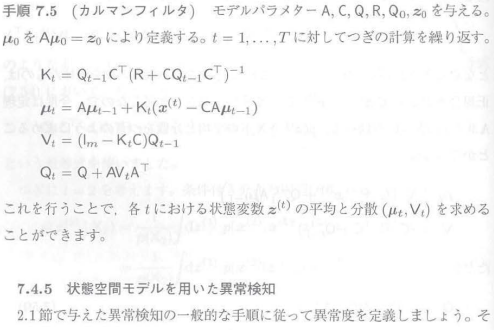 手順 7.5 (カルマンフィルタ) モデルパラメター A, C, Q, R, Q₀, z₀ を与える。
μ₀ を Aμ₀ = z₀ により定義する。t = 1, . . . , T に対してつぎの計算を繰り返す。
Kₜ = Qₜ₋₁C⊤(R + CQₜ₋₁C⊤)⁻¹
μₜ = Aμₜ₋₁ + Kₜ(x⁽ᵗ⁾ − CAμₜ₋₁)
Vₜ = (Iₘ − KₜC)Qₜ₋₁
Qₜ = Q + AVₜA⊤
これを行うことで，各 t における状態変数 z⁽ᵗ⁾ の平均と分散 (μₜ, Vₜ) を求める
ことができます。
7.4.5 状態空間モデルを用いた異常検知
2.1 節で与えた異常検知の一般的な手順に従って異常度を定義しましょう。そ